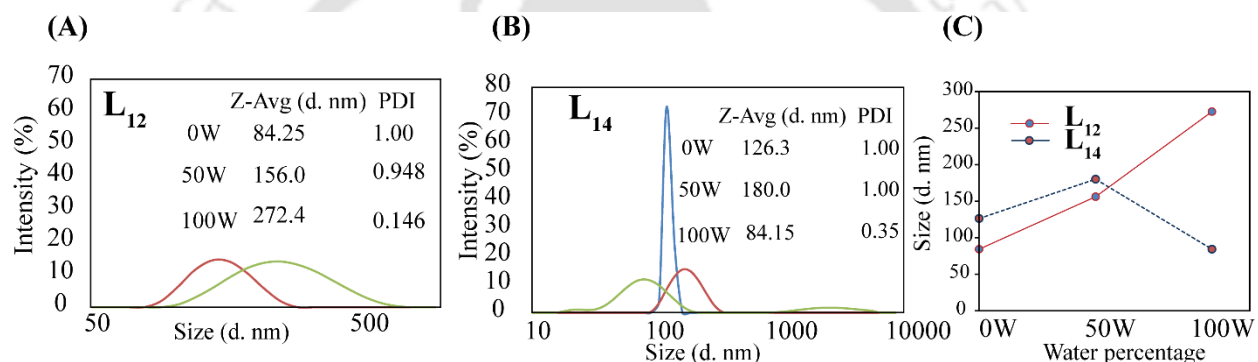 (A)
L12
Z-Avg (d. nm) PDI
0W 84.25 1.00
50W 156.0 0.948
100W 272.4 0.146
Intensity (%)
70
60
50
40
30
20
10
0
50 500
Size (d. nm)
(B)
L14
Z-Avg (d. nm) PDI
0W 126.3 1.00
50W 180.0 1.00
100W 84.15 0.35
Intensity (%)
80
70
60
50
40
30
20
10
0
10 100 1000 10000
Size (d. nm)
(C)
L12
L14
Size (d. nm)
300
250
200
150
100
50
0
0W 50W 100W
Water percentage